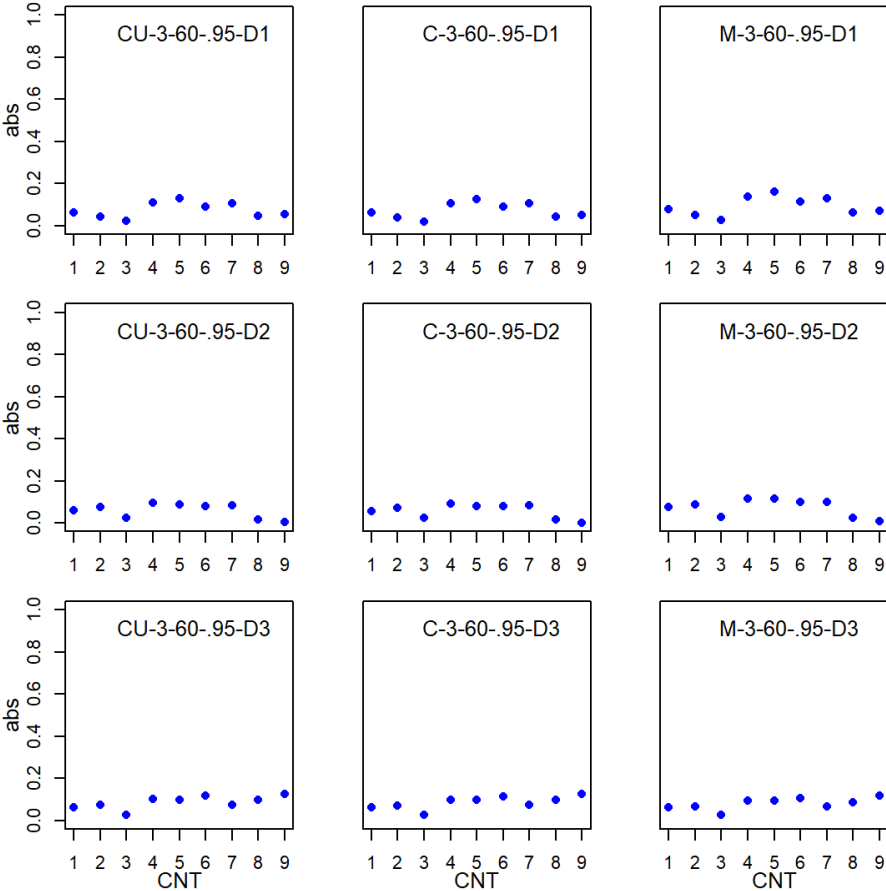 CU-3-60-.95-D1
C-3-60-.95-D1
M-3-60-.95-D1
abs
1.0
0.8
0.6
0.4
0.2
0.0
1 2 3 4 5 6 7 8 9
1 2 3 4 5 6 7 8 9
1 2 3 4 5 6 7 8 9
CU-3-60-.95-D2
C-3-60-.95-D2
M-3-60-.95-D2
abs
1.0
0.8
0.6
0.4
0.2
0.0
1 2 3 4 5 6 7 8 9
1 2 3 4 5 6 7 8 9
1 2 3 4 5 6 7 8 9
CU-3-60-.95-D3
C-3-60-.95-D3
M-3-60-.95-D3
abs
1.0
0.8
0.6
0.4
0.2
0.0
1 2 3 4 5 6 7 8 9
1 2 3 4 5 6 7 8 9
1 2 3 4 5 6 7 8 9
CNT
CNT
CNT